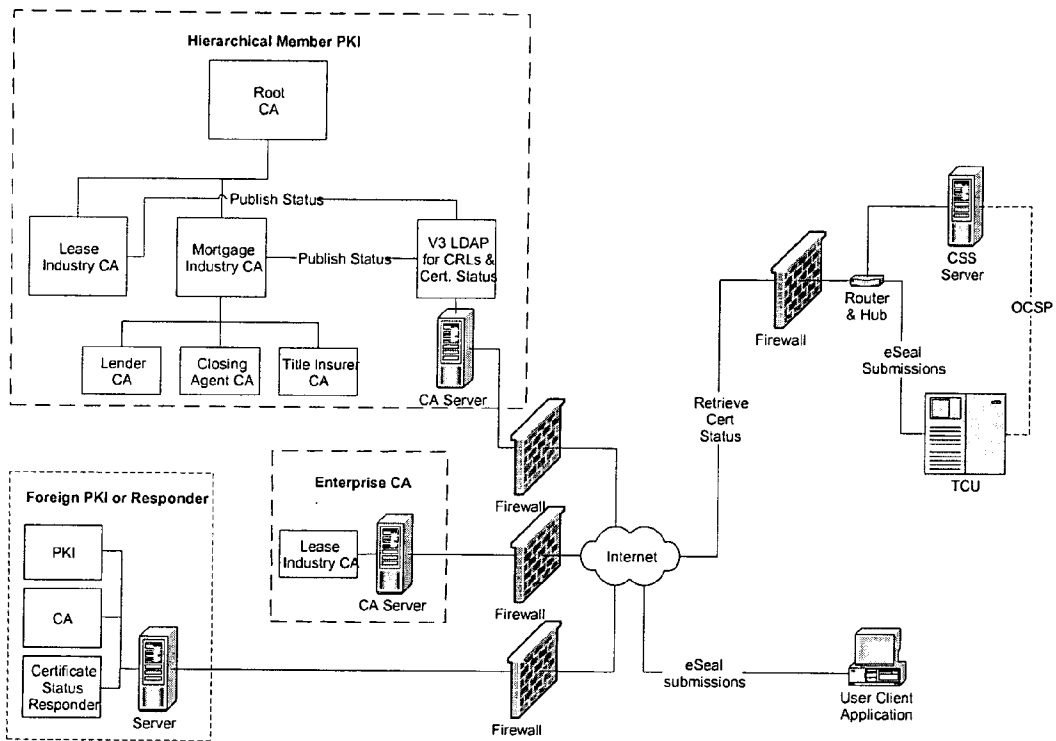 Hierarchical Member PKI
Root
CA
Publish Status
Lease
Industry CA
Mortgage
Industry CA
Publish Status
V3 LDAP
for CRLs &
Cert. Status
Lender
CA
Closing
Agent CA
Title Insurer
CA
CA Server
Firewall
CSS
Server
Router
& Hub
Firewall
OCSP
eSeal
Submissions
Retrieve
Cert
Status
TCU
Enterprise CA
Lease
Industry CA
CA Server
Firewall
Internet
Foreign PKI or Responder
PKI
CA
Certificate
Status
Responder
Server
Firewall
eSeal
submissions
User Client
Application